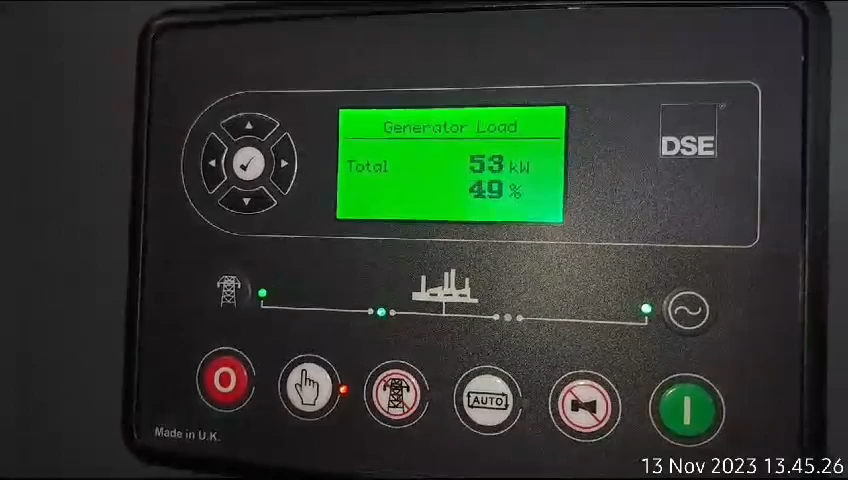 Generator Load
Total 53 kW
49 %
DSE
AUTO
Made in U.K.
13 Nov 2023 13.45.26